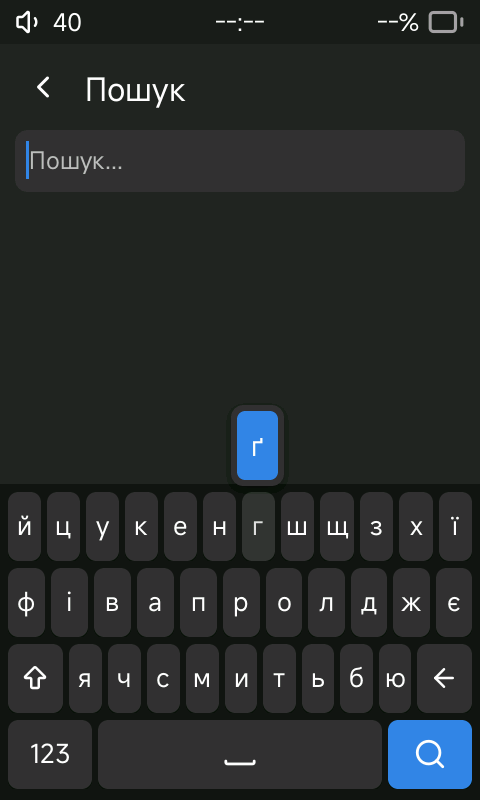 40 --:-- --%
Пошук
Пошук...
ґ
й ц у к е н г ш щ з х ї
ф і в а п р о л д ж є
я ч с м и т ь б ю
123